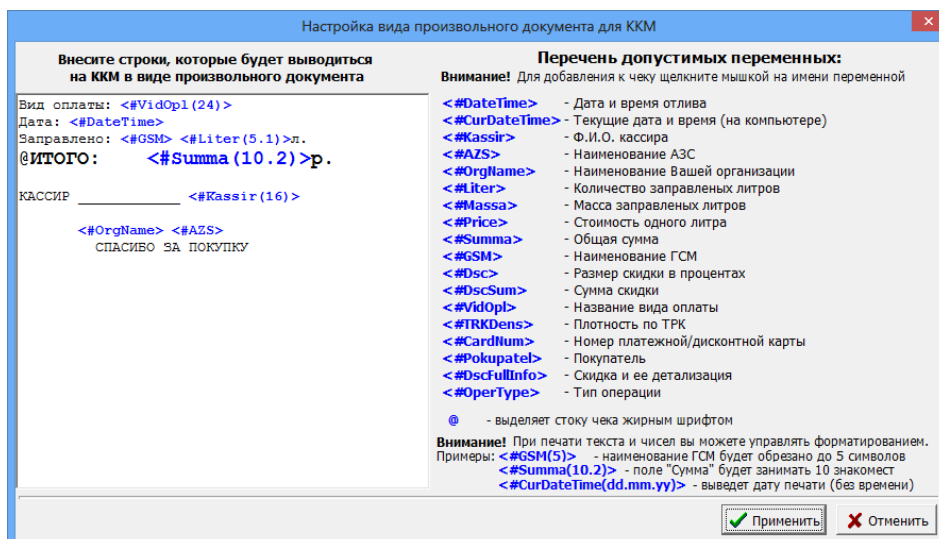 Настройка вида произвольного документа для ККМ
Внесите строки, которые будет выводиться
на ККМ в виде произвольного документа
Вид оплаты: <#VidOpl(24)>
Дата: <#DateTime>
Заправлено: <#GSM> <#Liter(5.1)>л.
@ИТОГО: <#Summa(10.2)>р.
КАССИР ____________ <#Kassir(16)>
<#OrgName> <#AZS>
СПАСИБО ЗА ПОКУПКУ
Перечень допустимых переменных:
Внимание! Для добавления к чеку щелкните мышкой на имени переменной
<#DateTime> - Дата и время отлива
<#CurDateTime> - Текущие дата и время (на компьютере)
<#Kassir> - Ф.И.О. кассира
<#AZS> - Наименование АЗС
<#OrgName> - Наименование Вашей организации
<#Liter> - Количество заправленых литров
<#Massa> - Масса заправленых литров
<#Price> - Стоимость одного литра
<#Summa> - Общая сумма
<#GSM> - Наименование ГСМ
<#Dsc> - Размер скидки в процентах
<#DscSum> - Сумма скидки
<#VidOpl> - Название вида оплаты
<#TRKDens> - Плотность по ТРК
<#CardNum> - Номер платежной/дисконтной карты
<#Pokupatel> - Покупатель
<#DscFullInfo> - Скидка и ее детализация
<#OperType> - Тип операции
@ - выделяет стоку чека жирным шрифтом
Внимание! При печати текста и чисел вы можете управлять форматированием.
Примеры: <#GSM(5)> - наименование ГСМ будет обрезано до 5 символов
<#Summa(10.2)> - поле "Сумма" будет занимать 10 знакомест
<#CurDateTime(dd.mm.yy)> - выведет дату печати (без времени)
Применить
Отменить